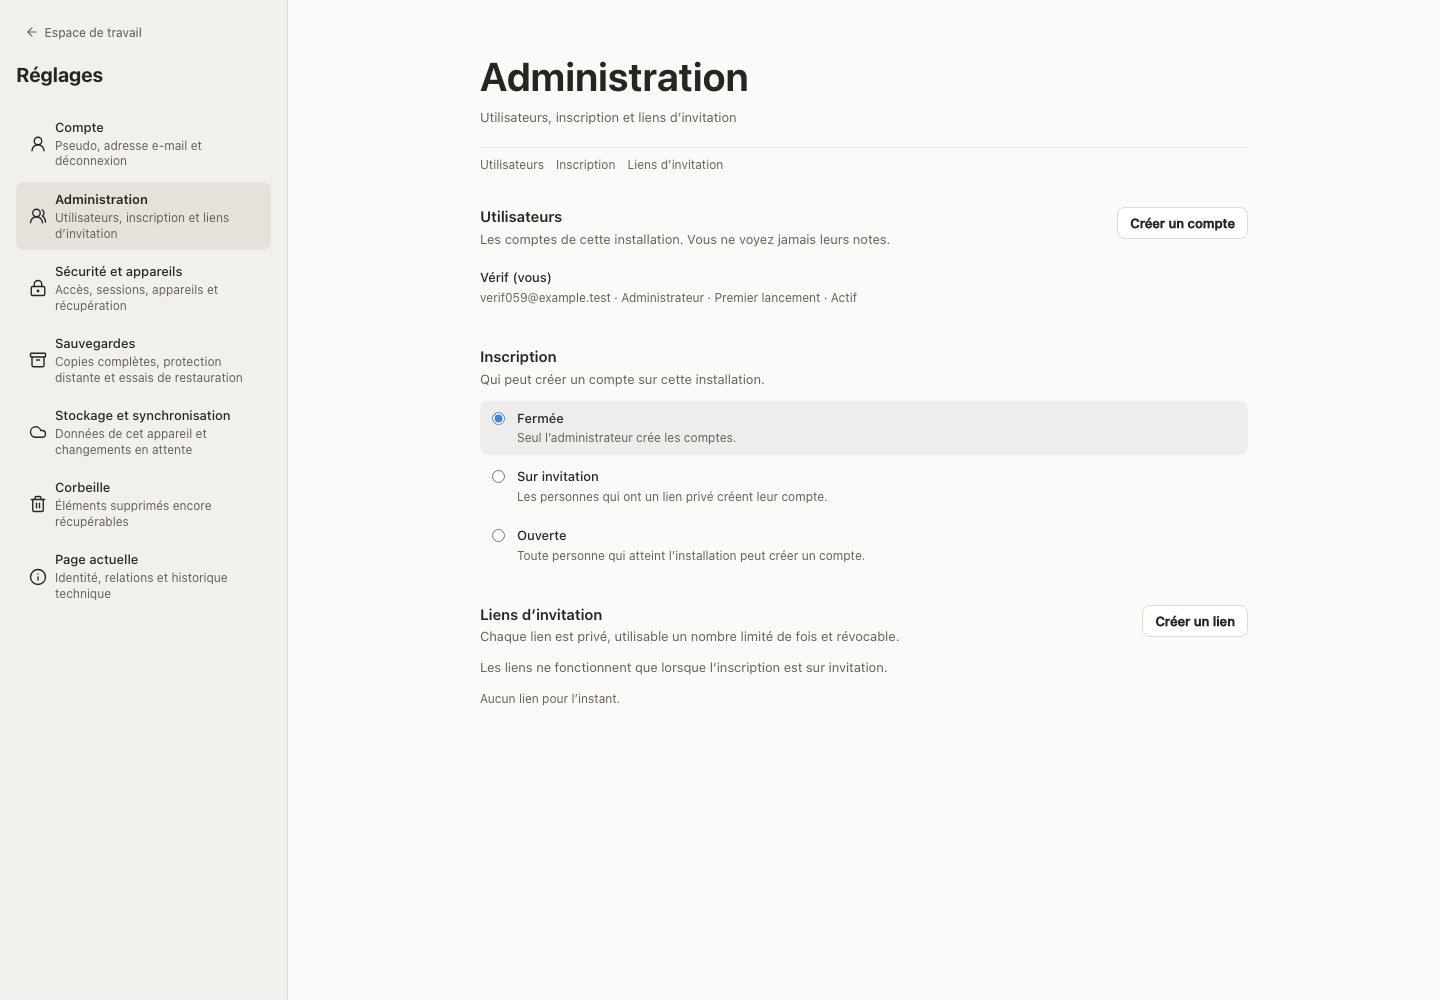 Espace de travail
Réglages
Compte
Pseudo, adresse e-mail et
déconnexion
Administration
Utilisateurs, inscription et liens
d’invitation
Sécurité et appareils
Accès, sessions, appareils et
récupération
Sauvegardes
Copies complètes, protection
distante et essais de restauration
Stockage et synchronisation
Données de cet appareil et
changements en attente
Corbeille
Éléments supprimés encore
récupérables
Page actuelle
Identité, relations et historique
technique
Administration
Utilisateurs, inscription et liens d’invitation
Utilisateurs Inscription Liens d’invitation
Utilisateurs
Créer un compte
Les comptes de cette installation. Vous ne voyez jamais leurs notes.
Vérif (vous)
verif059@example.test · Administrateur · Premier lancement · Actif
Inscription
Qui peut créer un compte sur cette installation.
Fermée
Seul l’administrateur crée les comptes.
Sur invitation
Les personnes qui ont un lien privé créent leur compte.
Ouverte
Toute personne qui atteint l’installation peut créer un compte.
Liens d’invitation
Créer un lien
Chaque lien est privé, utilisable un nombre limité de fois et révocable.
Les liens ne fonctionnent que lorsque l’inscription est sur invitation.
Aucun lien pour l’instant.